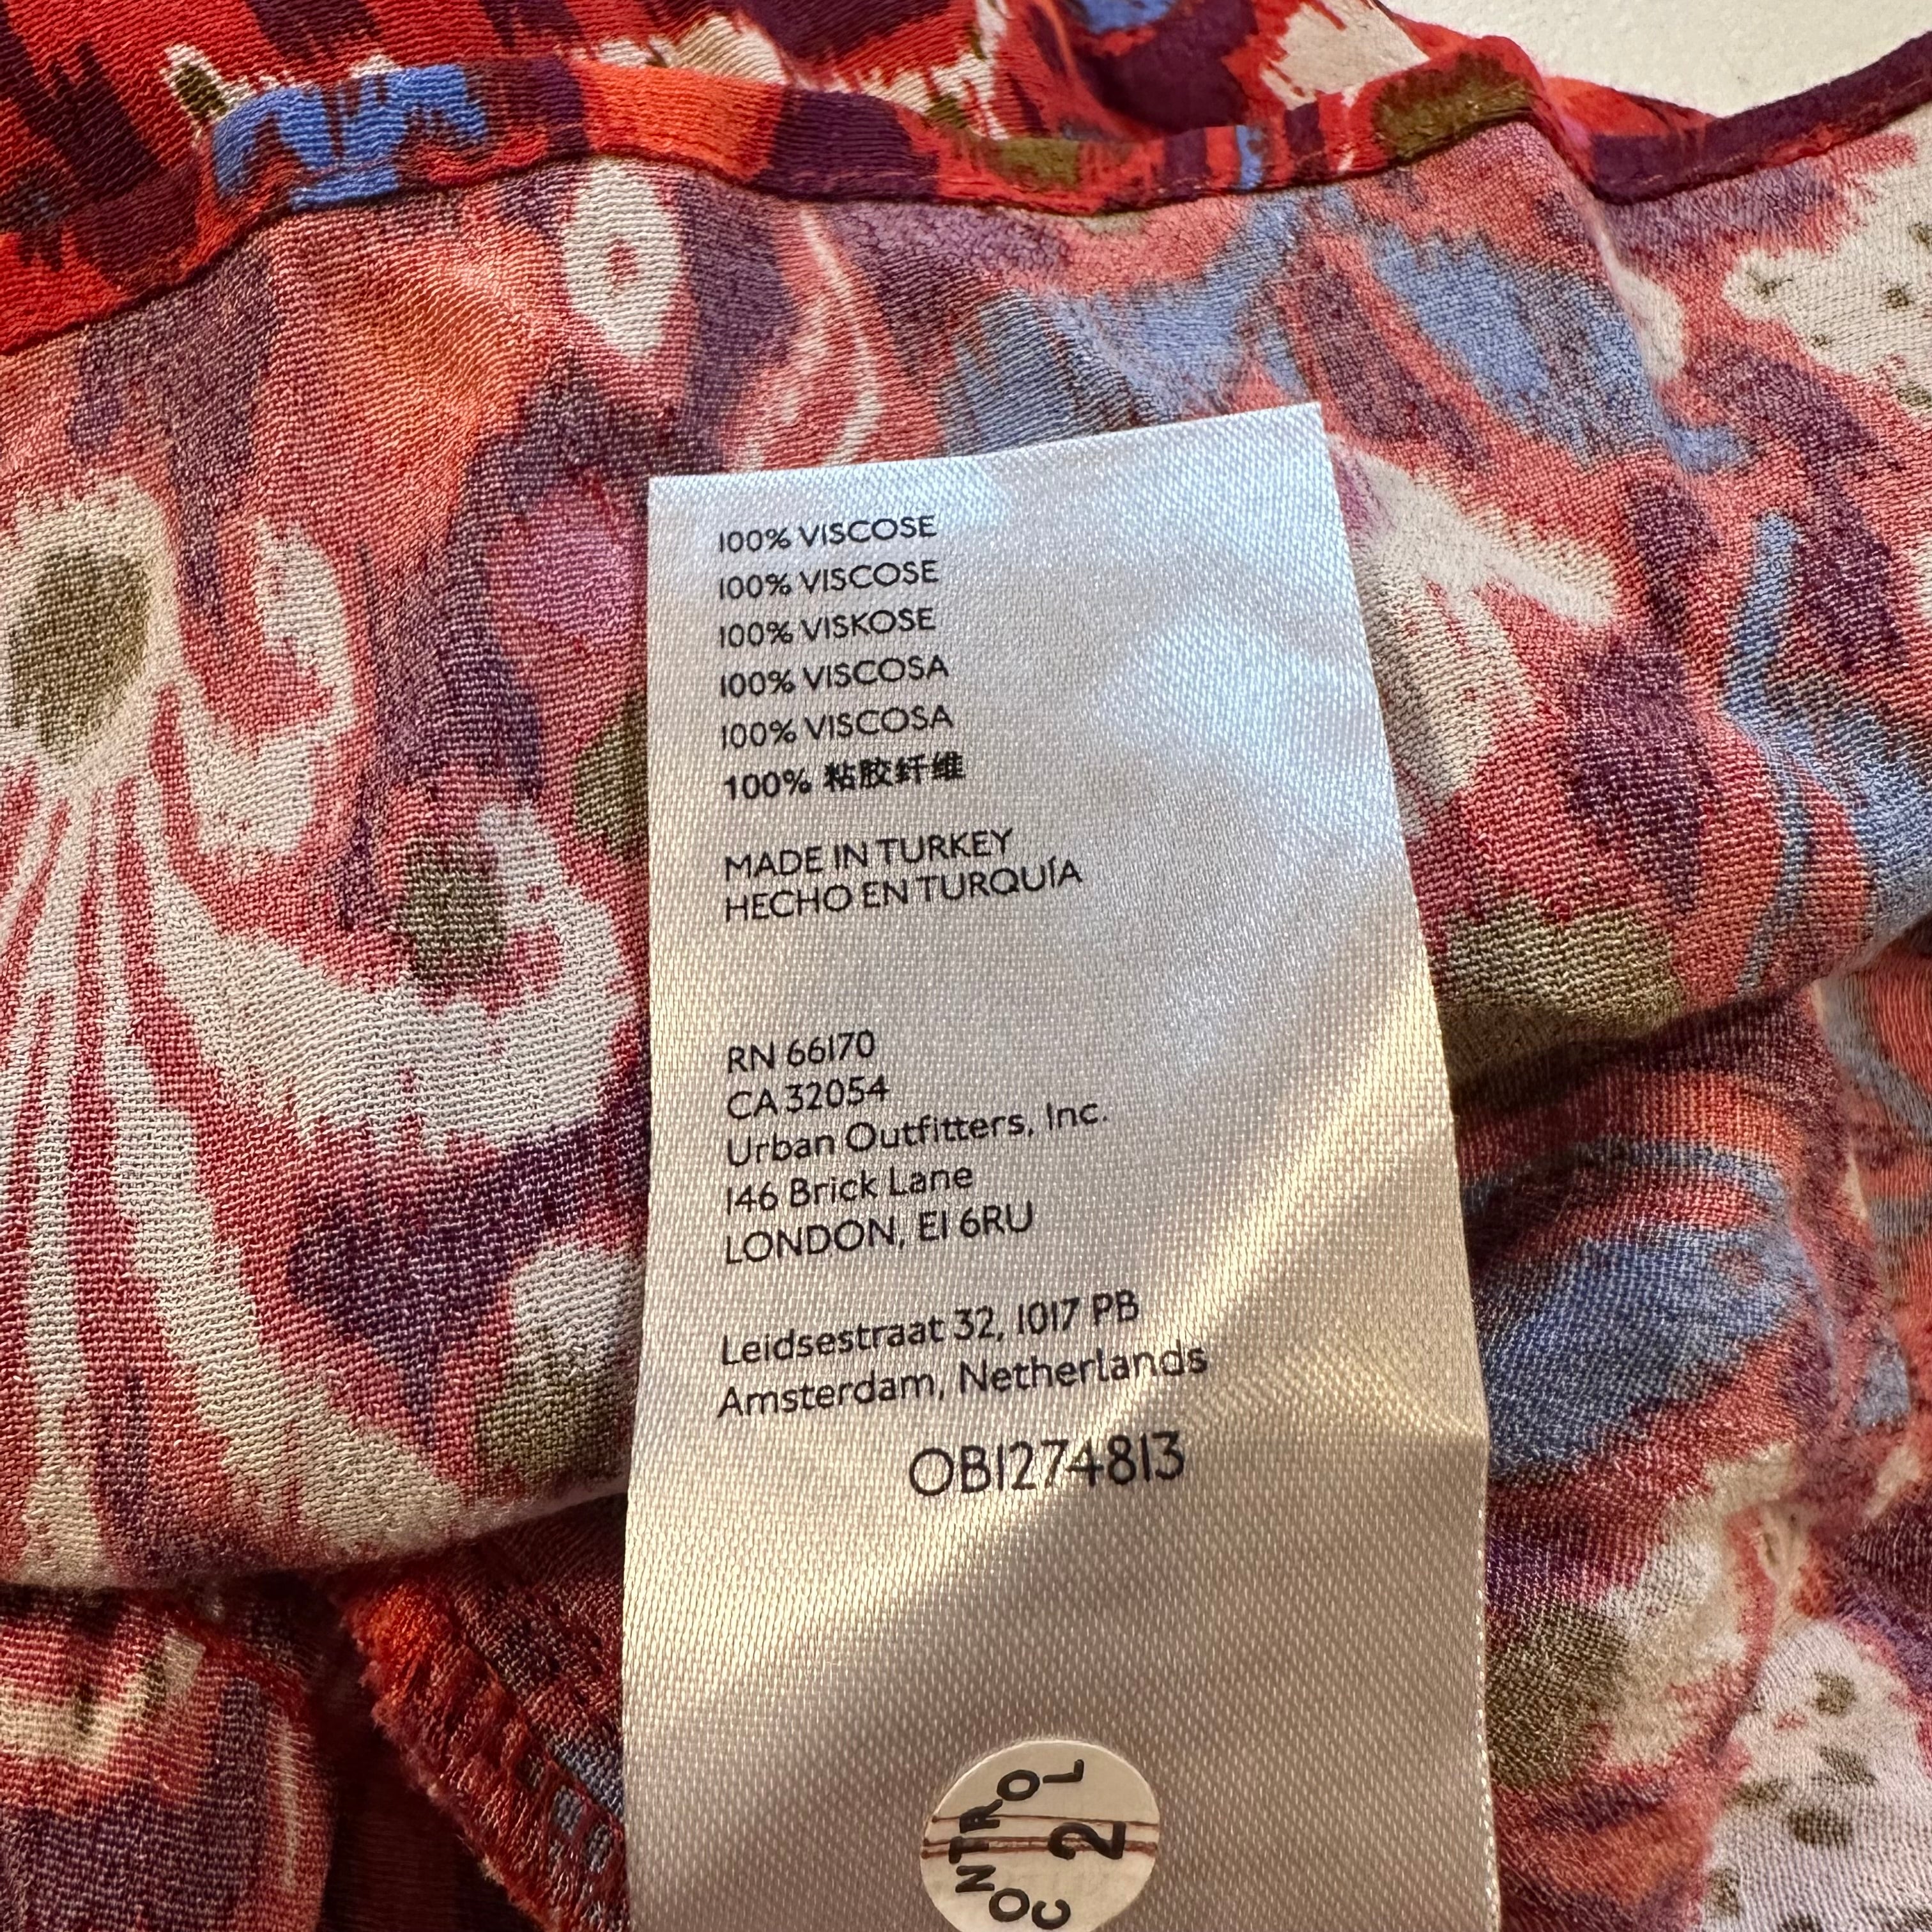 100% VISCOSE
100% VISCOSE
100% VISKOSE
100% VISCOSA
100% VISCOSA
100% 粘胶纤维
MADE IN TURKEY
HECHO EN TURQUÍA
RN 66170
CA 32054
Urban Outfitters, Inc.
146 Brick Lane
LONDON, E1 6RU
Leidsestraat 32, 1017 PB
Amsterdam, Netherlands
OB1274813
CONTROL
2